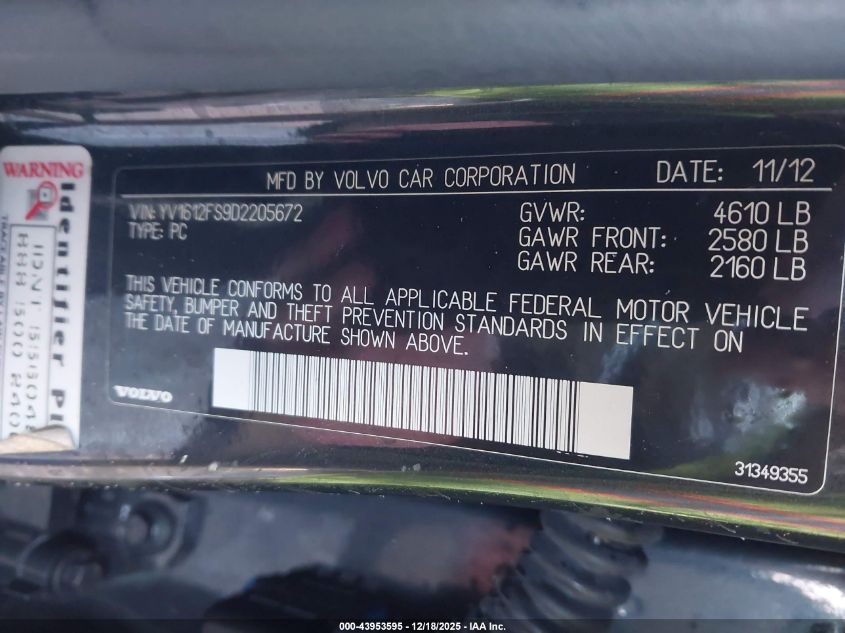 MFD BY VOLVO CAR CORPORATION DATE: 11/12
VIN: YV1612FS9D2205672
TYPE: PC
GVWR: 4610 LB
GAWR FRONT: 2580 LB
GAWR REAR: 2160 LB
THIS VEHICLE CONFORMS TO ALL APPLICABLE FEDERAL MOTOR VEHICLE
SAFETY, BUMPER AND THEFT PREVENTION STANDARDS IN EFFECT ON
THE DATE OF MANUFACTURE SHOWN ABOVE.
VOLVO
31349355
WARNING
Identifier
000-43953595 - 12/18/2025 - IAA Inc.